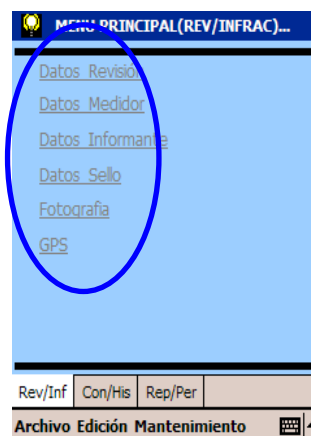 MENU PRINCIPAL(REV/INFRAC)...
Datos Revisión
Datos Medidor
Datos Informante
Datos Sello
Fotografia
GPS
Rev/Inf Con/His Rep/Per
Archivo Edición Mantenimiento